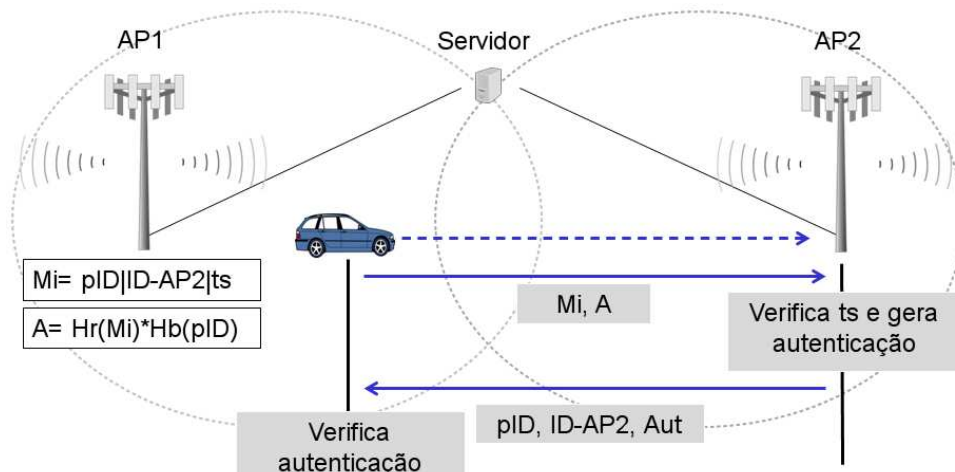 AP1
Servidor
AP2
Mi= pID|ID-AP2|ts
A= Hr(Mi)*Hb(pID)
Mi, A
Verifica ts e gera
autenticação
pID, ID-AP2, Aut
Verifica
autenticação